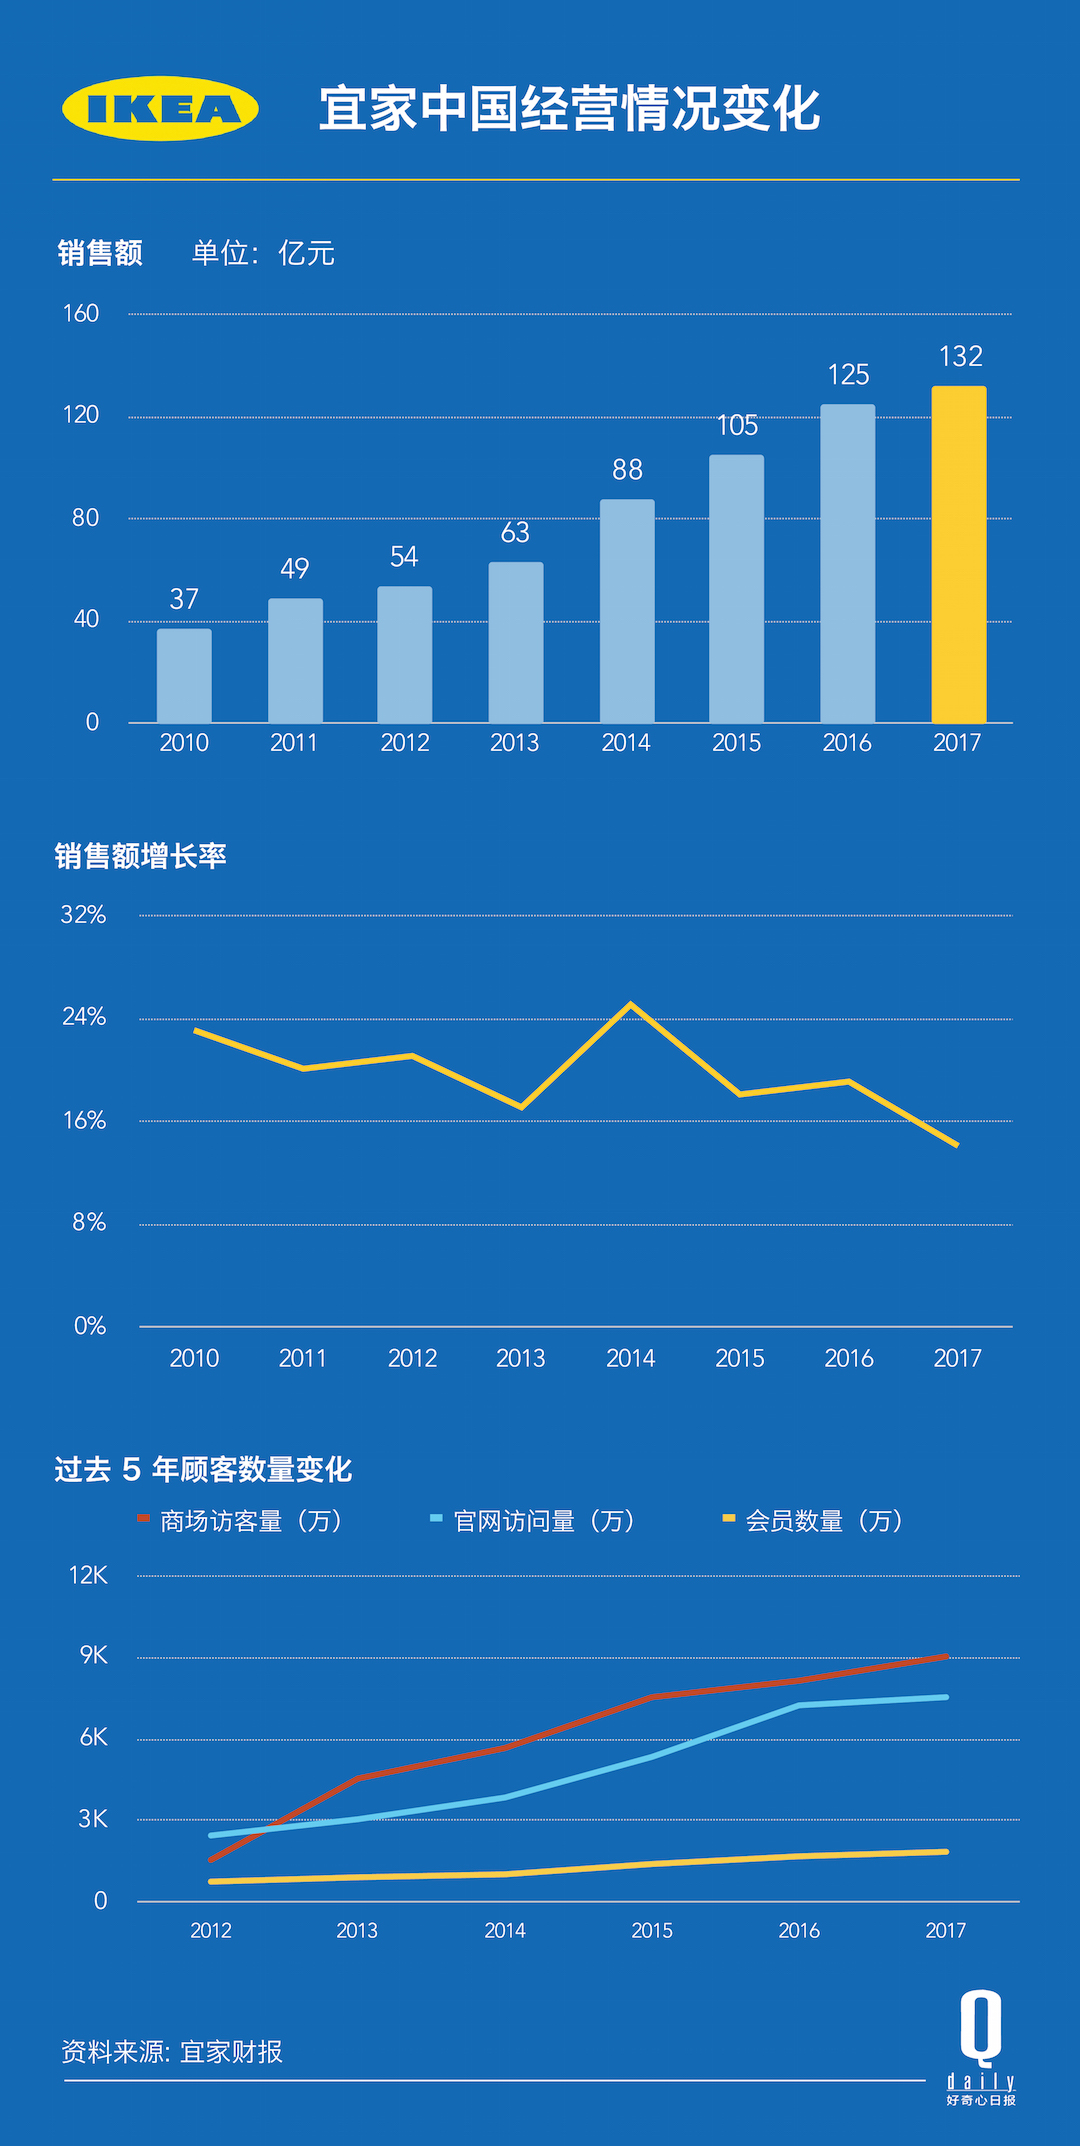 IKEA 宜家中国经营情况变化
销售额 单位：亿元
160
120
80
40
0
37
49
54
63
88
105
125
132
2010 2011 2012 2013 2014 2015 2016 2017
销售额增长率
32%
24%
16%
8%
0%
2010 2011 2012 2013 2014 2015 2016 2017
过去 5 年顾客数量变化
商场访客量（万） 官网访问量（万） 会员数量（万）
12K
9K
6K
3K
0
2012 2013 2014 2015 2016 2017
资料来源: 宜家财报
Q
daily
好奇心日报